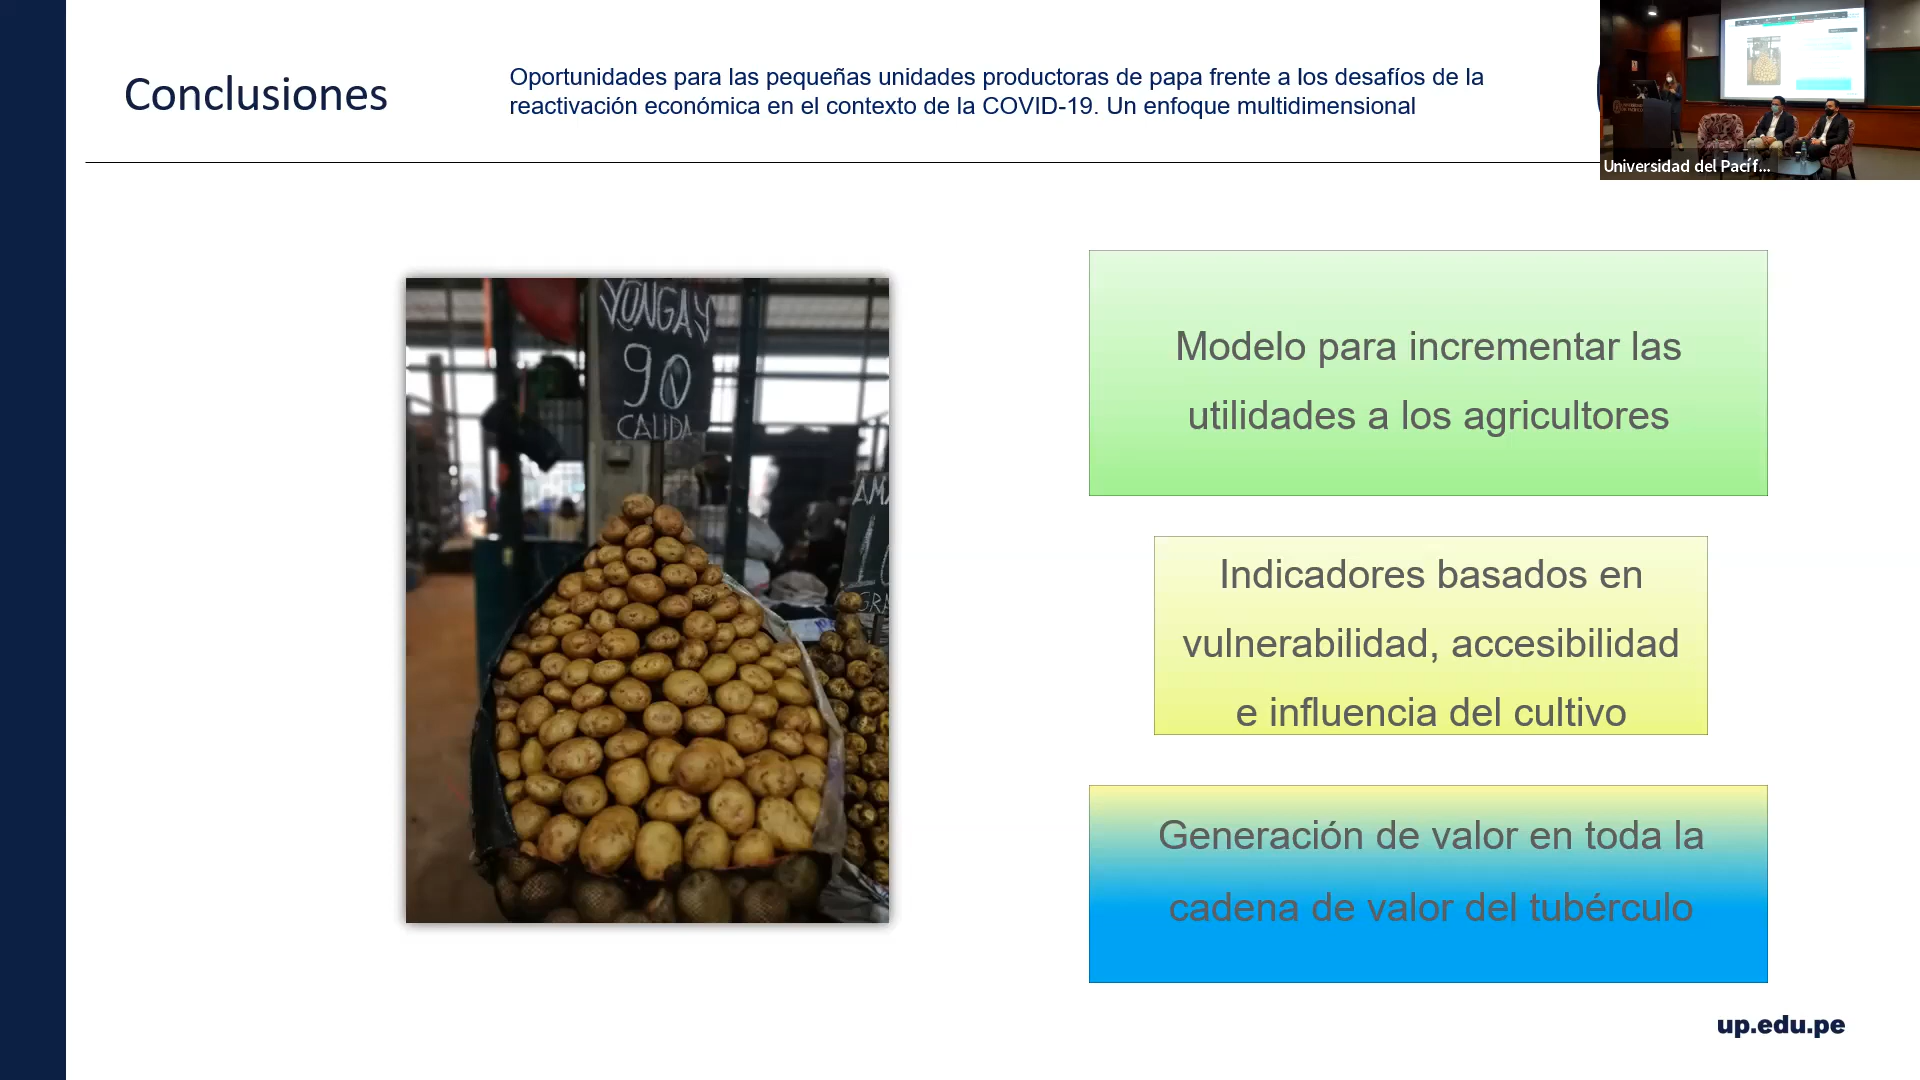 Conclusiones
Oportunidades para las pequeñas unidades productoras de papa frente a los desafíos de la
reactivación económica en el contexto de la COVID-19. Un enfoque multidimensional
Universidad del Pacíf...
YUNGAY
90
CALIDA
Modelo para incrementar las
utilidades a los agricultores
Indicadores basados en
vulnerabilidad, accesibilidad
e influencia del cultivo
Generación de valor en toda la
cadena de valor del tubérculo
up.edu.pe